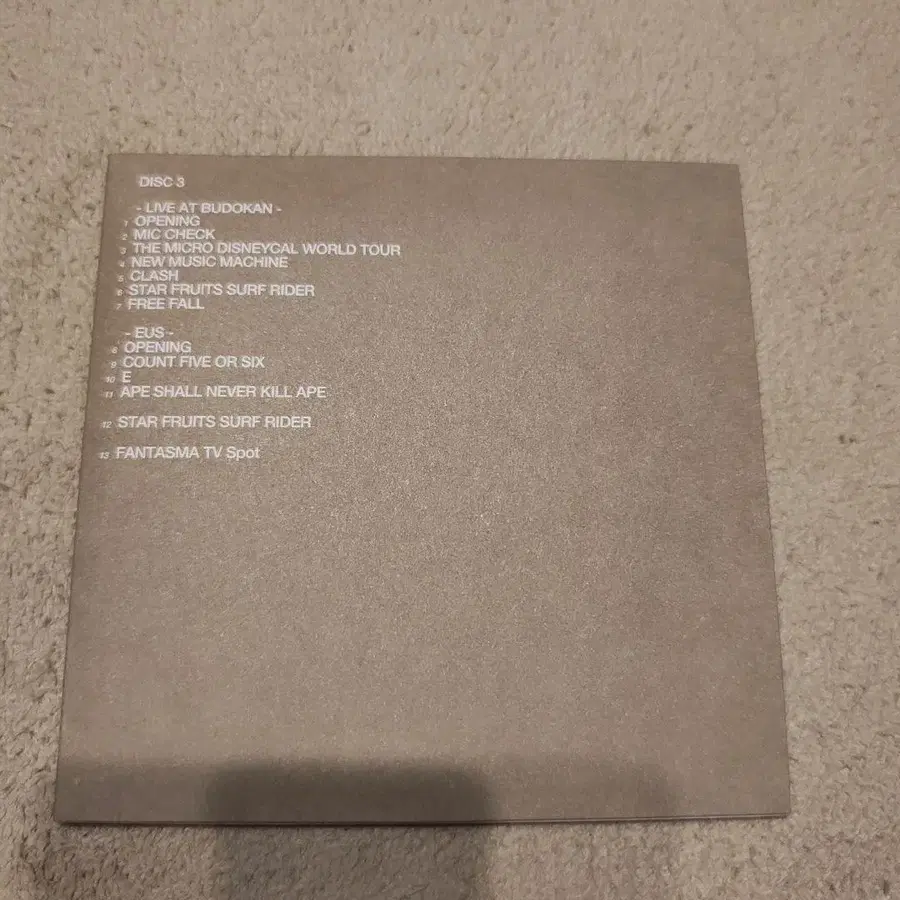 DISC 3
- LIVE AT BUDOKAN -
1 OPENING
2 MIC CHECK
3 THE MICRO DISNEYCAL WORLD TOUR
4 NEW MUSIC MACHINE
5 CLASH
6 STAR FRUITS SURF RIDER
7 FREE FALL
- EUS -
8 OPENING
9 COUNT FIVE OR SIX
10 E
11 APE SHALL NEVER KILL APE
12 STAR FRUITS SURF RIDER
13 FANTASMA TV Spot